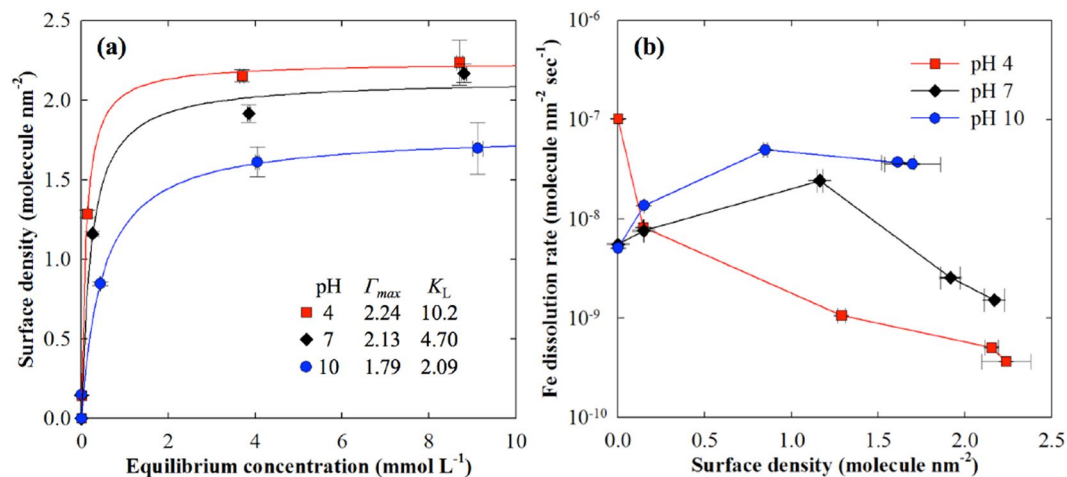 (a)
Surface density (molecule nm⁻²)
2.5
2.0
1.5
1.0
0.5
0.0
pH Γmax KL
4 2.24 10.2
7 2.13 4.70
10 1.79 2.09
0 2 4 6 8 10
Equilibrium concentration (mmol L⁻¹)
(b)
Fe dissolution rate (molecule nm⁻² sec⁻¹)
10⁻⁶
10⁻⁷
10⁻⁸
10⁻⁹
10⁻¹⁰
pH 4
pH 7
pH 10
0.0 0.5 1.0 1.5 2.0 2.5
Surface density (molecule nm⁻²)